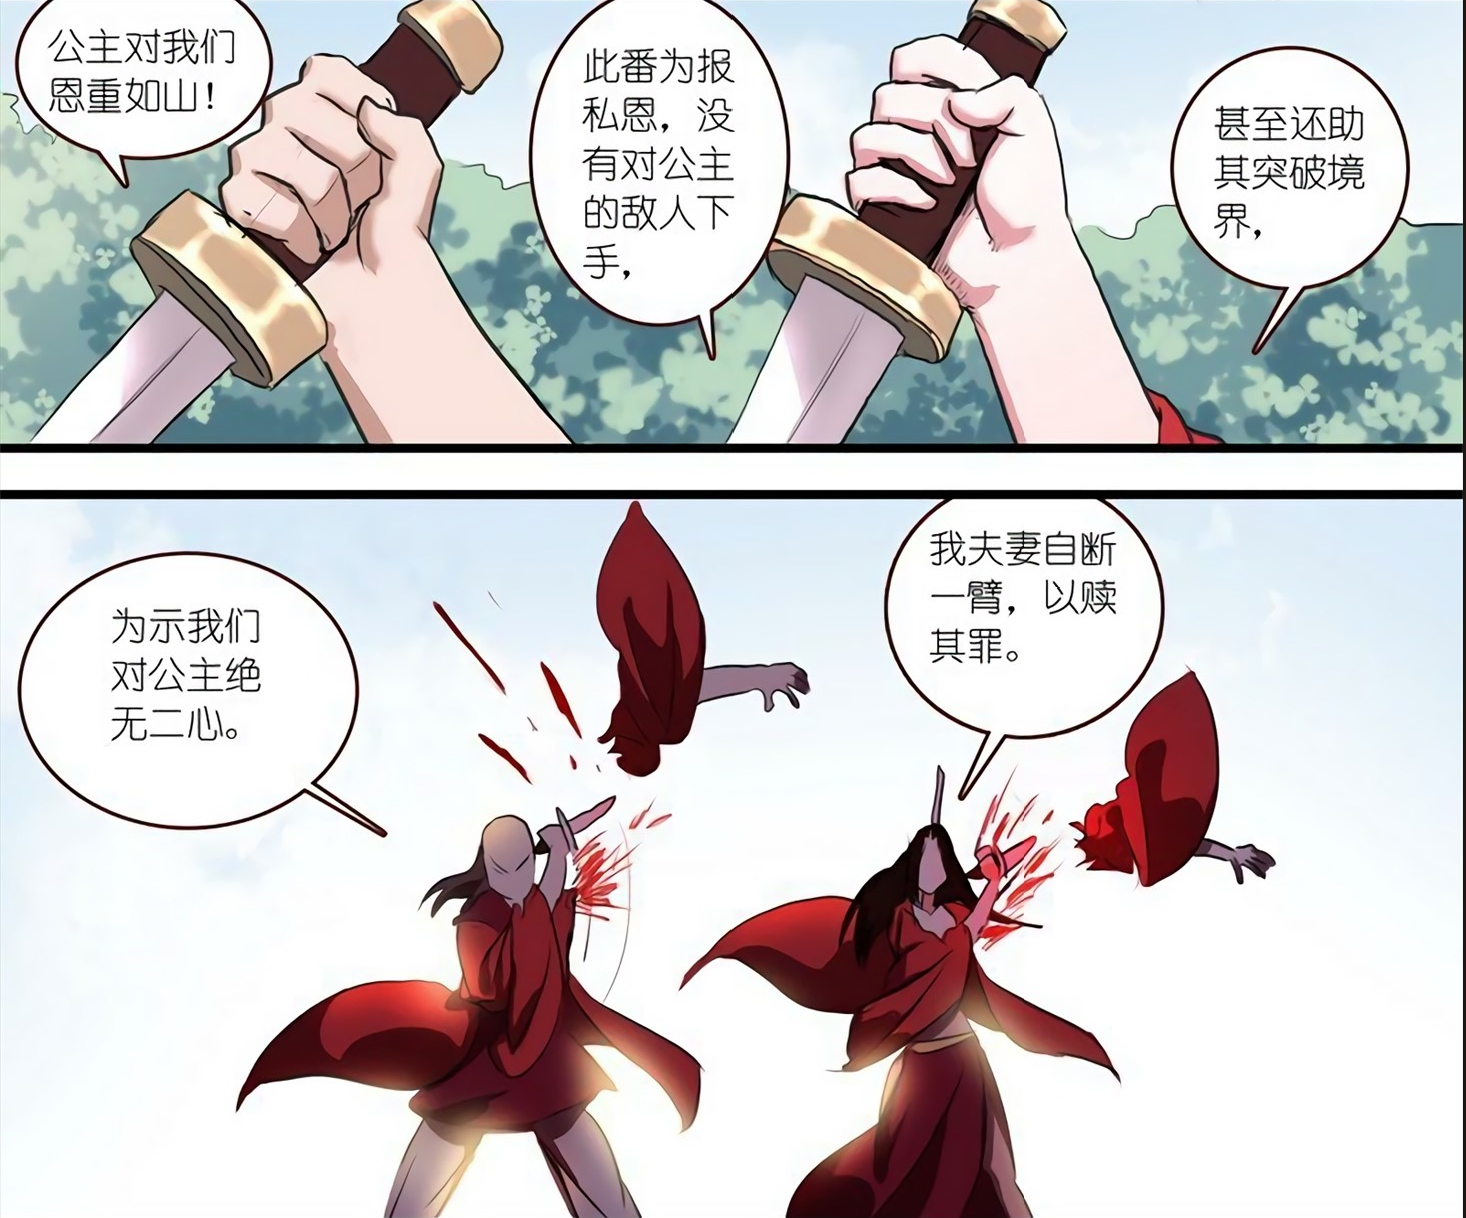 公主对我们
恩重如山！
此番为报
私恩，没
有对公主
的敌人下
手，
甚至还助
其突破境
界，
为示我们
对公主绝
无二心。
我夫妻自断
一臂，以赎
其罪。